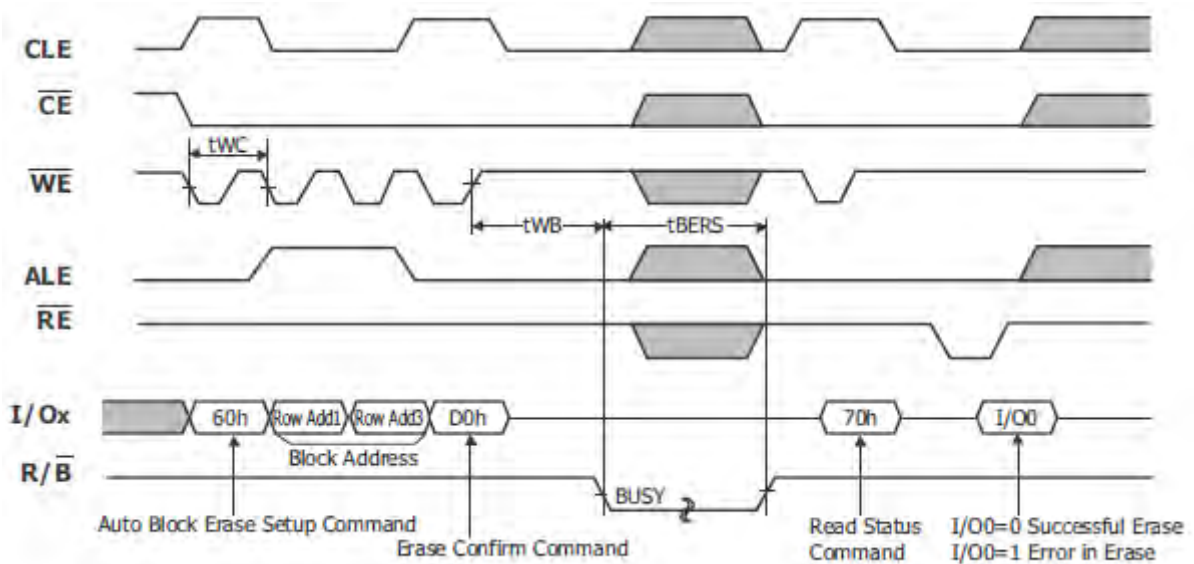 CLE
CE
tWC
WE
tWB tBERS
ALE
RE
I/Ox 60h Row Add1 Row Add3 D0h 70h I/O0
Block Address
R/B BUSY
Auto Block Erase Setup Command
Erase Confirm Command
Read Status Command
I/O0=0 Successful Erase
I/O0=1 Error in Erase